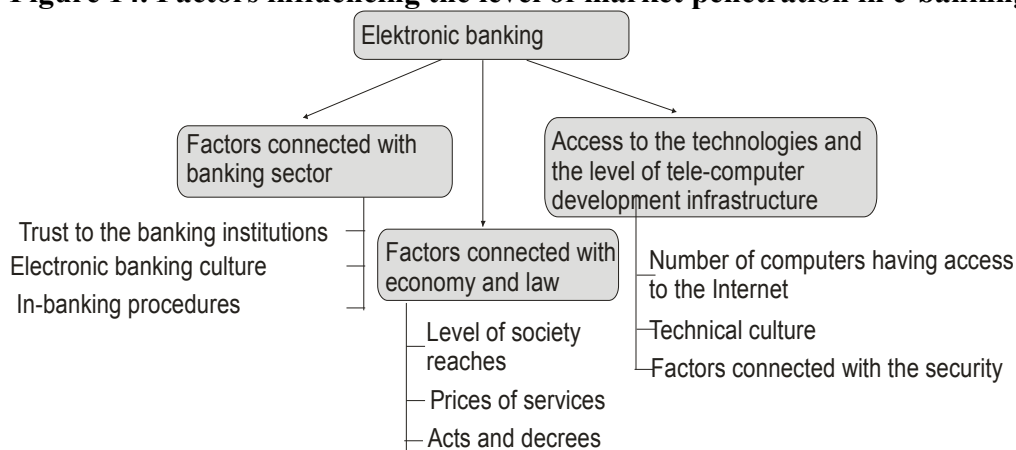 Figure 14. Factors influencing the level of market penetration in e-banking
Elektronic banking
Factors connected with
banking sector
Trust to the banking institutions
Electronic banking culture
In-banking procedures
Factors connected with
economy and law
Level of society
reaches
Prices of services
Acts and decrees
Access to the technologies and
the level of tele-computer
development infrastructure
Number of computers having access
to the Internet
Technical culture
Factors connected with the security